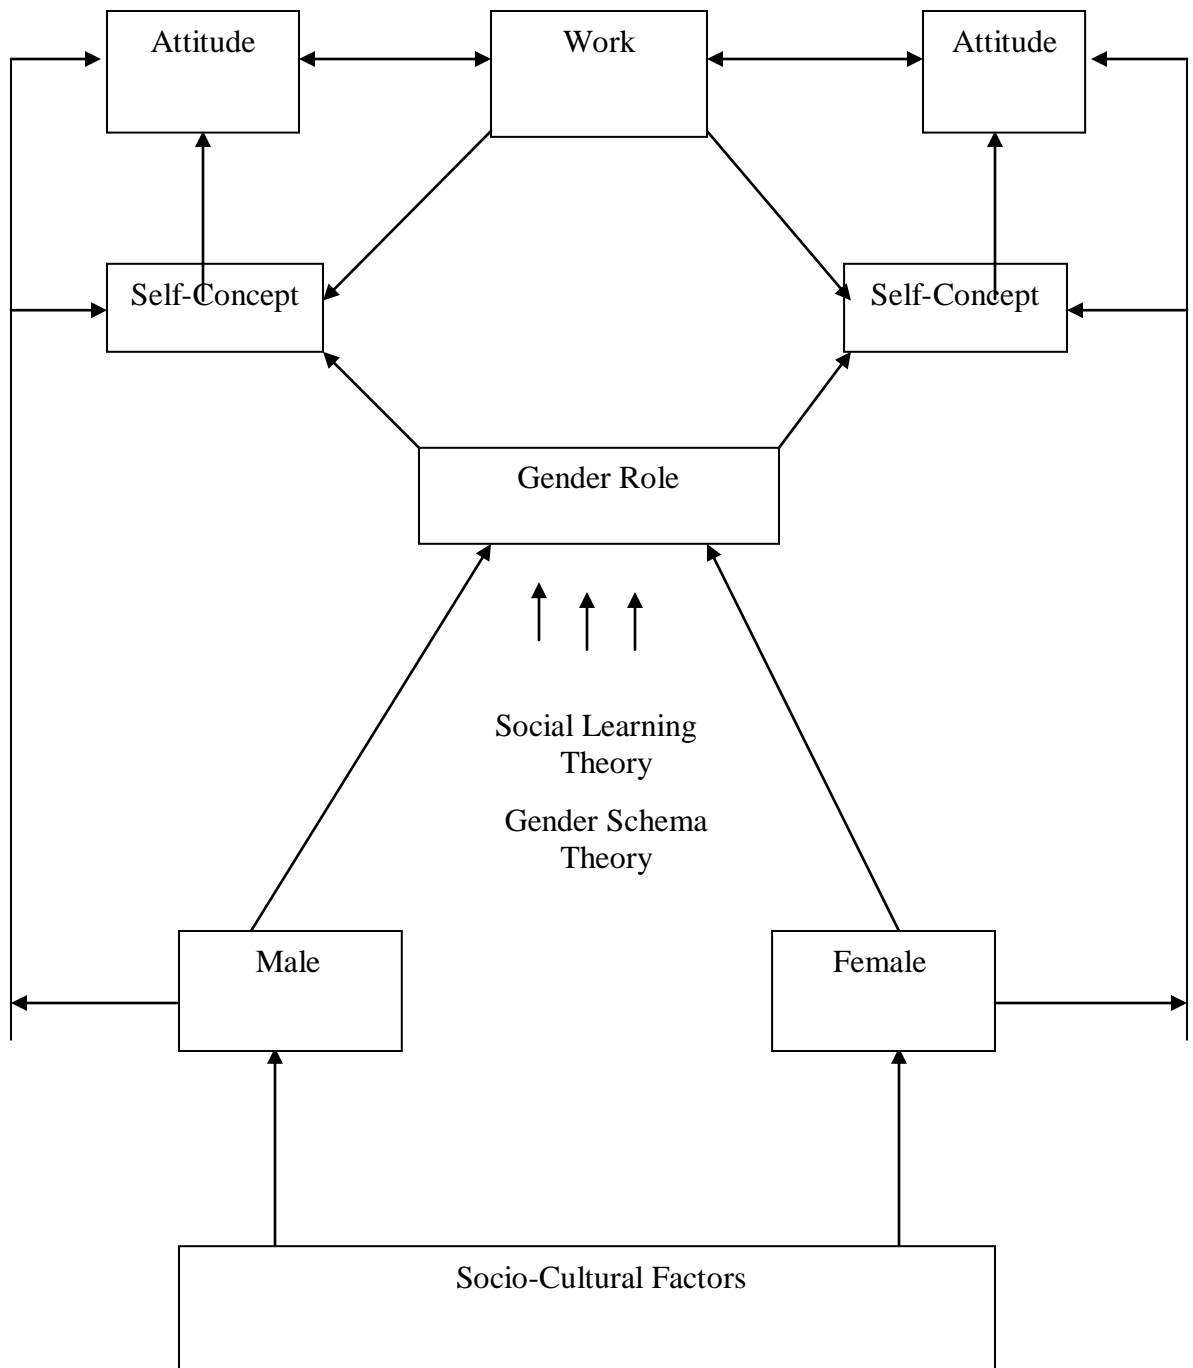 Attitude
Work
Attitude
Self-Concept
Self-Concept
Gender Role
Social Learning
Theory
Gender Schema
Theory
Male
Female
Socio-Cultural Factors